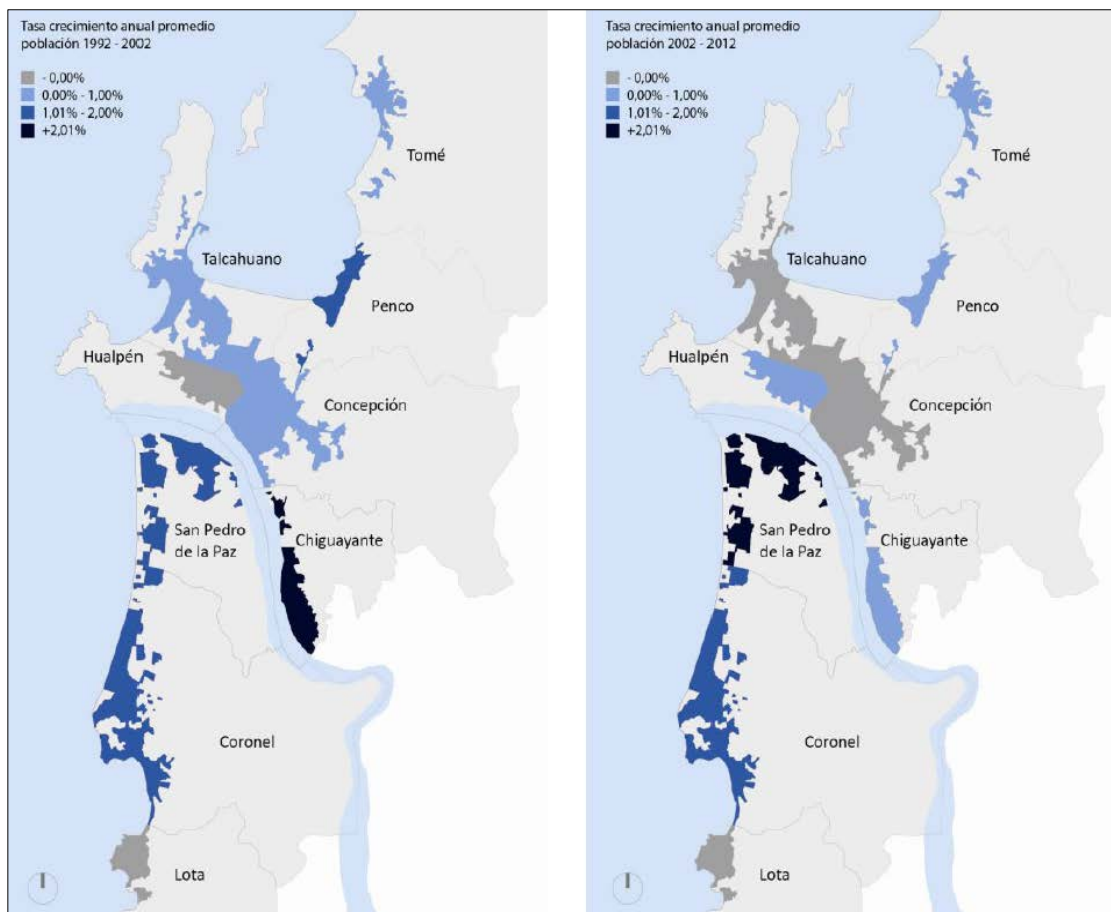 Tasa crecimiento anual promedio
población 1992 - 2002
- 0,00%
0,00% - 1,00%
1,01% - 2,00%
+2,01%
Tomé
Talcahuano
Penco
Hualpén
Concepción
San Pedro
de la Paz
Chiguayante
Coronel
Lota
Tasa crecimiento anual promedio
población 2002 - 2012
- 0,00%
0,00% - 1,00%
1,01% - 2,00%
+2,01%
Tomé
Talcahuano
Penco
Hualpén
Concepción
San Pedro
de la Paz
Chiguayante
Coronel
Lota